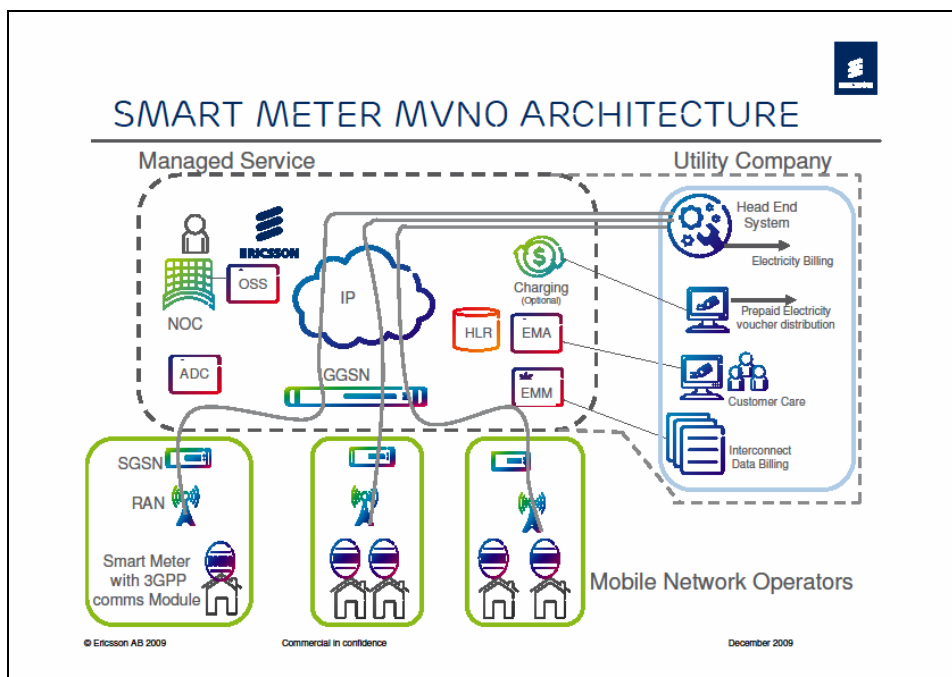 ERICSSON
SMART METER MVNO ARCHITECTURE
Managed Service
Utility Company
ERICSSON
OSS
NOC
IP
Charging
(Optional)
HLR
EMA
ADC
GGSN
EMM
Head End
System
Electricity Billing
Prepaid Electricity
voucher distribution
Customer Care
Interconnect
Data Billing
SGSN
RAN
Smart Meter
with 3GPP
comms Module
Mobile Network Operators
© Ericsson AB 2009
Commercial in confidence
December 2009